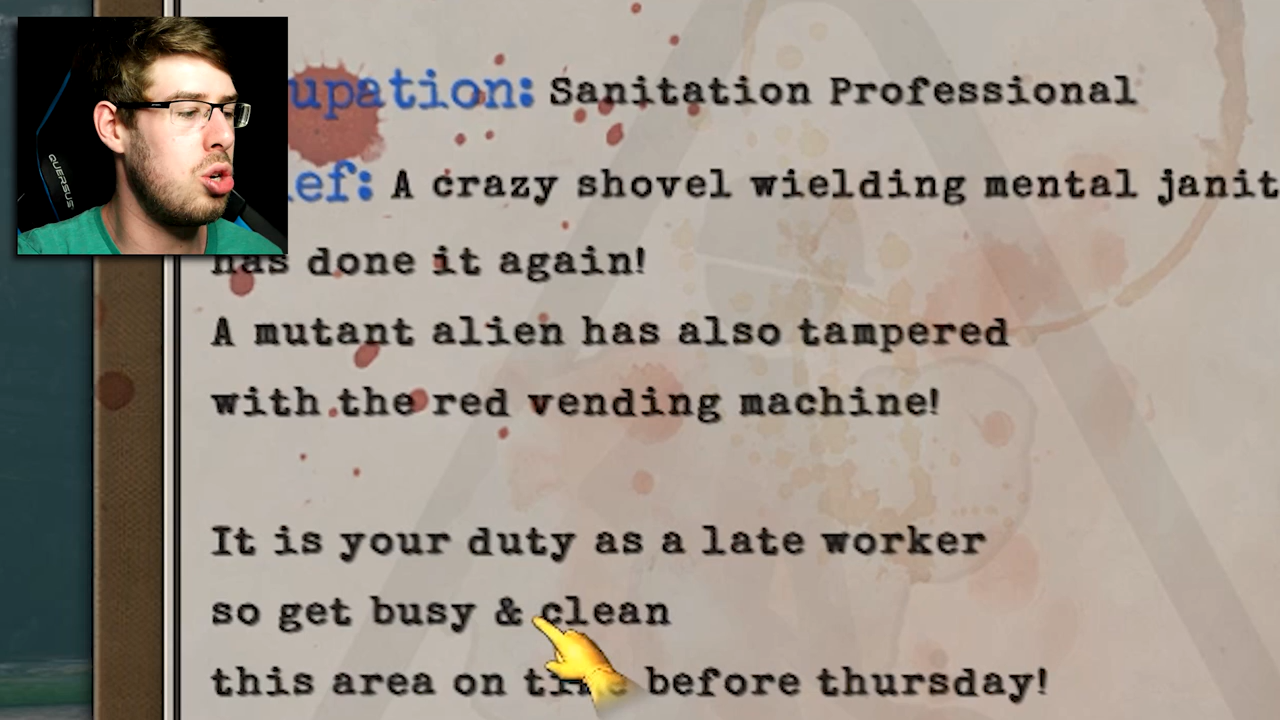 upation: Sanitation Professional
ef: A crazy shovel wielding mental janit
has done it again!
A mutant alien has also tampered
with the red vending machine!
It is your duty as a late worker
so get busy & clean
this area on time before thursday!
QUERSUS